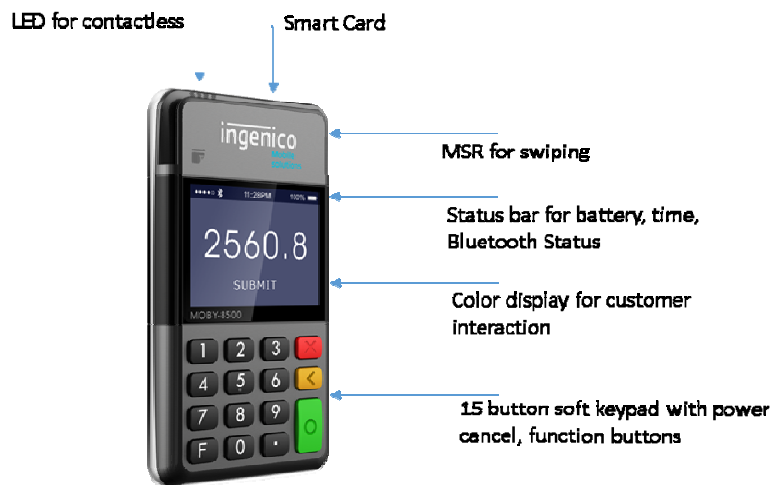 LED for contactless
Smart Card
ingenico
MSR for swiping
11:28PM 100%
Status bar for battery, time,
Bluetooth Status
2560.8
SUBMIT
Color display for customer
interaction
MOBY-8500
1 2 3 X
4 5 6 <
7 8 9 O
F 0 .
15 button soft keypad with power
cancel, function buttons